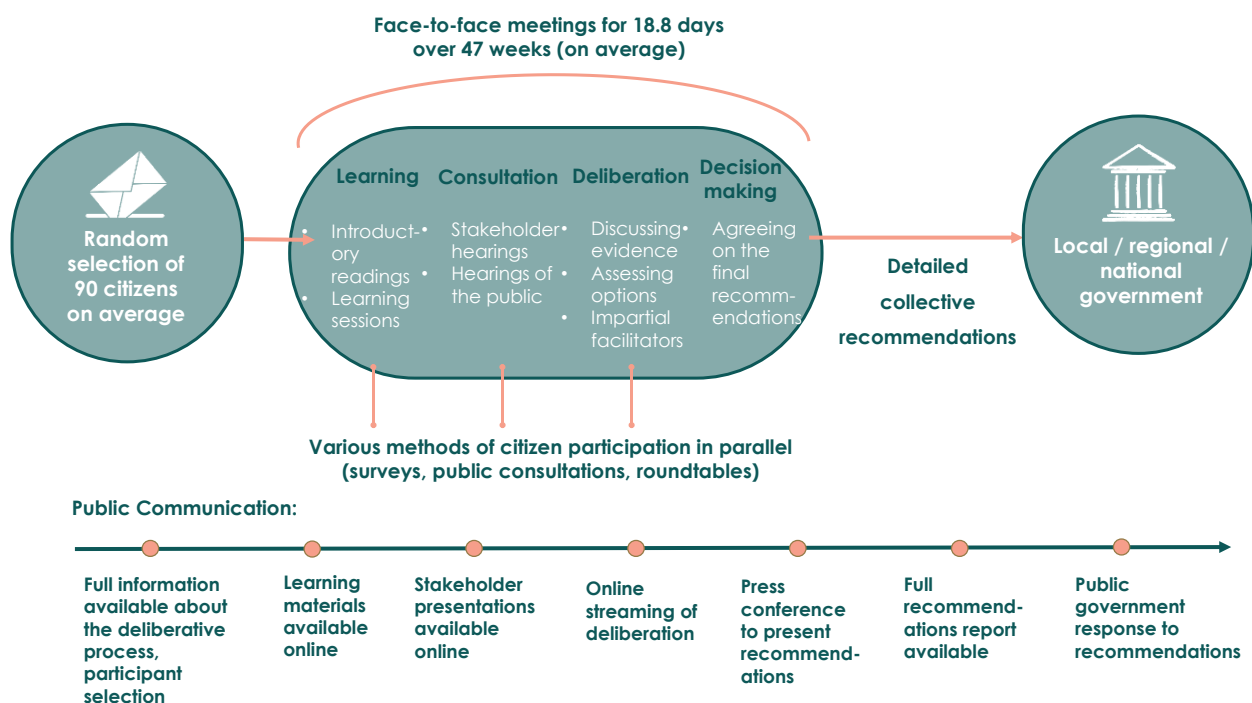 Face-to-face meetings for 18.8 days
over 47 weeks (on average)
Random
selection of
90 citizens
on average
Learning
• Introduct-
ory
readings
• Learning
sessions
Consultation
• Stakeholder
hearings
• Hearings of
the public
Deliberation
• Discussing
evidence
• Assessing
options
• Impartial
facilitators
Decision
making
• Agreeing
on the
final
recomm-
endations
Detailed
collective
recommendations
Local / regional /
national
government
Various methods of citizen participation in parallel
(surveys, public consultations, roundtables)
Public Communication:
Full information
available about
the deliberative
process,
participant
selection
Learning
materials
available
online
Stakeholder
presentations
available
online
Online
streaming of
deliberation
Press
conference
to present
recommend-
ations
Full
recommend-
ations report
available
Public
government
response to
recommendations